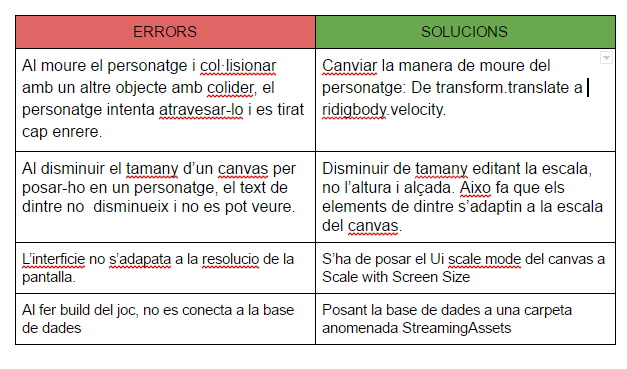 ERRORS
SOLUCIONS
Al moure el personatge i col·lisionar
amb un altre objecte amb colider, el
personatge intenta atravesar-lo i es tirat
cap enrere.
Canviar la manera de moure del
personatge: De transform.translate a
ridigbody.velocity.
Al disminuir el tamany d'un canvas per
posar-ho en un personatge, el text de
dintre no disminueix i no es pot veure.
Disminuir de tamany editant la escala,
no l'altura i alçada. Aixo fa que els
elements de dintre s'adaptin a la escala
del canvas.
L'interficie no s'adapata a la resolucio de la
pantalla.
S'ha de posar el Ui scale mode del canvas a
Scale with Screen Size
Al fer build del joc, no es conecta a la base
de dades
Posant la base de dades a una carpeta
anomenada StreamingAssets